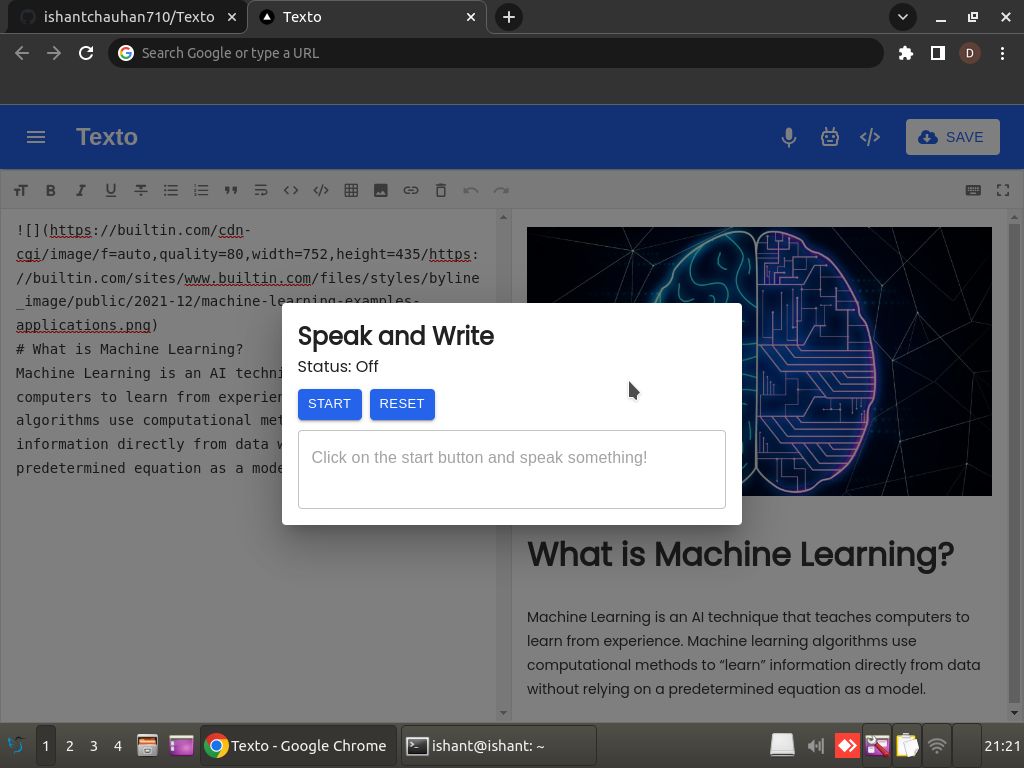 ishantchauhan710/Texto
Texto
Search Google or type a URL
D
Texto
SAVE
![](https://builtin.com/cdn-
cgi/image/f=auto,quality=80,width=752,height=435/https:
//builtin.com/sites/www.builtin.com/files/styles/byline
_image/public/2021-12/machine-learning-examples-
applications.png)
# What is Machine Learning?
Machine Learning is an AI techni
computers to learn from experien
algorithms use computational met
information directly from data w
predetermined equation as a mode
Speak and Write
Status: Off
START
RESET
Click on the start button and speak something!
What is Machine Learning?
Machine Learning is an AI technique that teaches computers to
learn from experience. Machine learning algorithms use
computational methods to “learn” information directly from data
without relying on a predetermined equation as a model.
1 2 3 4
Texto - Google Chrome
ishant@ishant: ~
21:21